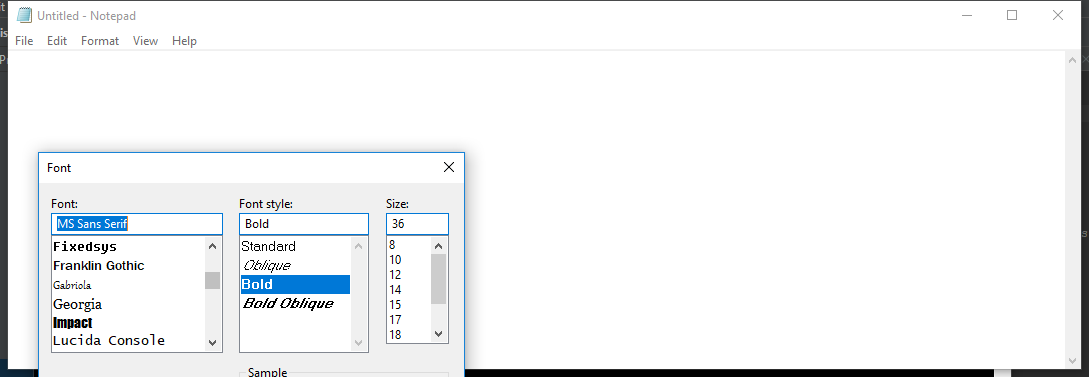 Untitled - Notepad
File Edit Format View Help
Font
Font: Font style: Size:
MS Sans Serif Bold 36
Fixedsys Standard 8
Franklin Gothic Oblique 10
Gabriola Bold 12
Georgia Bold Oblique 14
Impact 15
Lucida Console 17
18
Sample